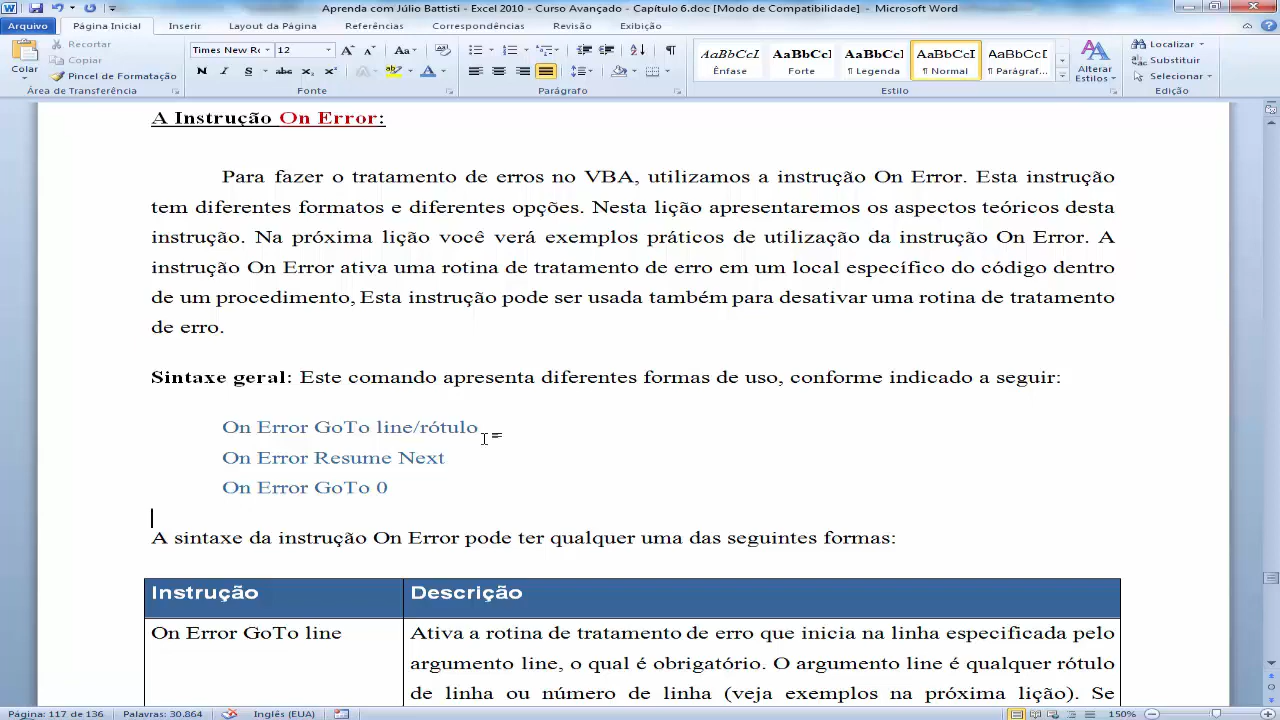 Aprenda com Júlio Battisti - Excel 2010 - Curso Avançado - Capítulo 6.doc [Modo de Compatibilidade] - Microsoft Word
Arquivo Página Inicial Inserir Layout da Página Referências Correspondências Revisão Exibição
Colar
Recortar
Copiar
Pincel de Formatação
Área de Transferência
Times New Ro 12
N I S abc x₂ x²
Fonte
Parágrafo
AaBbCcI AaBbCcI AaBbCcI AaBbCcI AaBbCcI
Ênfase Forte ¶ Legenda ¶ Normal ¶ Parágraf...
Alterar Estilos
Estilo
Localizar
Substituir
Selecionar
Edição
A Instrução On Error:
Para fazer o tratamento de erros no VBA, utilizamos a instrução On Error. Esta instrução
tem diferentes formatos e diferentes opções. Nesta lição apresentaremos os aspectos teóricos desta
instrução. Na próxima lição você verá exemplos práticos de utilização da instrução On Error. A
instrução On Error ativa uma rotina de tratamento de erro em um local específico do código dentro
de um procedimento, Esta instrução pode ser usada também para desativar uma rotina de tratamento
de erro.
Sintaxe geral: Este comando apresenta diferentes formas de uso, conforme indicado a seguir:
On Error GoTo line/rótulo
On Error Resume Next
On Error GoTo 0
A sintaxe da instrução On Error pode ter qualquer uma das seguintes formas:
Instrução Descrição
On Error GoTo line Ativa a rotina de tratamento de erro que inicia na linha especificada pelo
argumento line, o qual é obrigatório. O argumento line é qualquer rótulo
de linha ou número de linha (veja exemplos na próxima lição). Se
Página: 117 de 136 Palavras: 30.864 Inglês (EUA) 150%